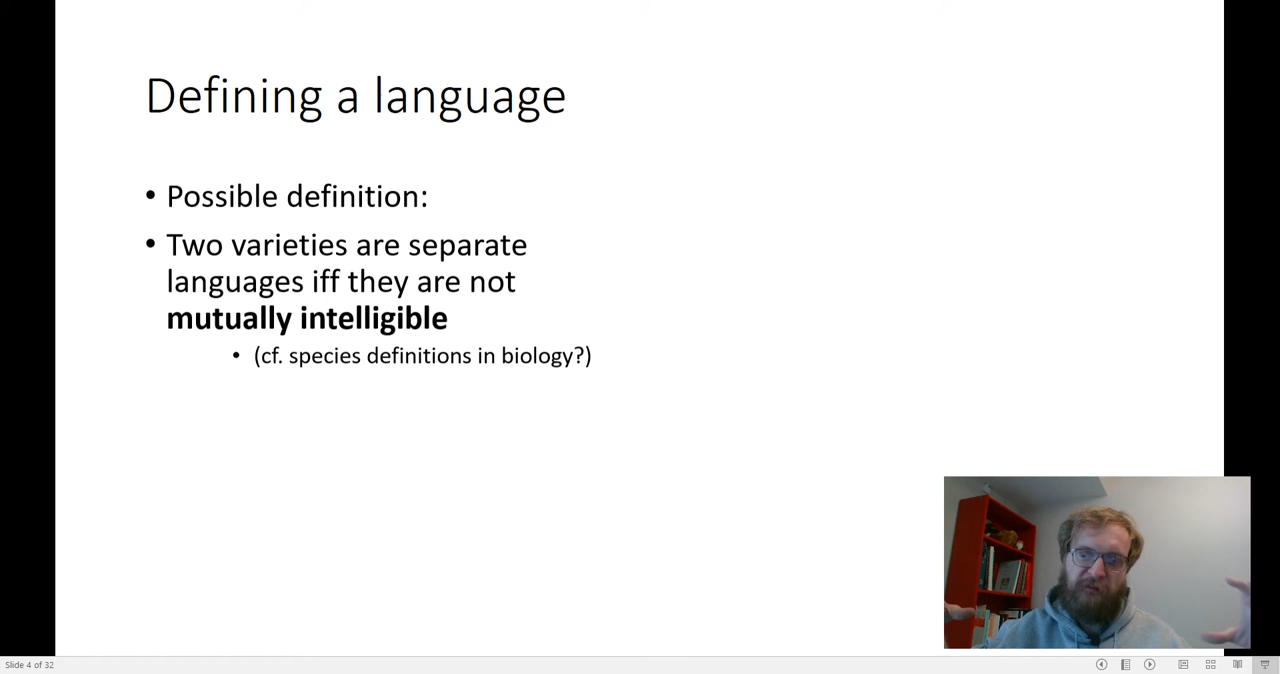 Defining a language
• Possible definition:
• Two varieties are separate
languages iff they are not
mutually intelligible
• (cf. species definitions in biology?)
Slide 4 of 32